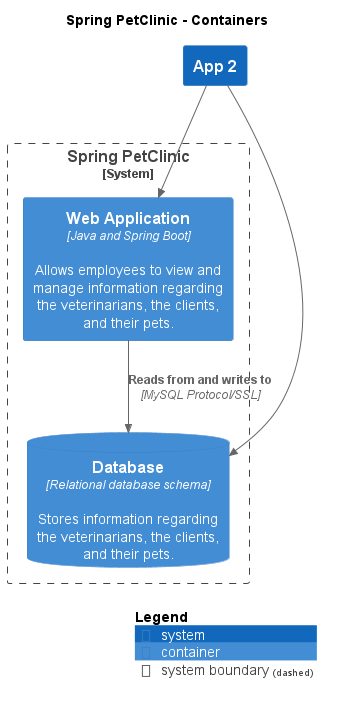 Spring PetClinic - Containers
App 2
Spring PetClinic
[System]
Web Application
[Java and Spring Boot]
Allows employees to view and
manage information regarding
the veterinarians, the clients,
and their pets.
Reads from and writes to
[MySQL Protocol/SSL]
Database
[Relational database schema]
Stores information regarding
the veterinarians, the clients,
and their pets.
Legend
system
container
system boundary (dashed)